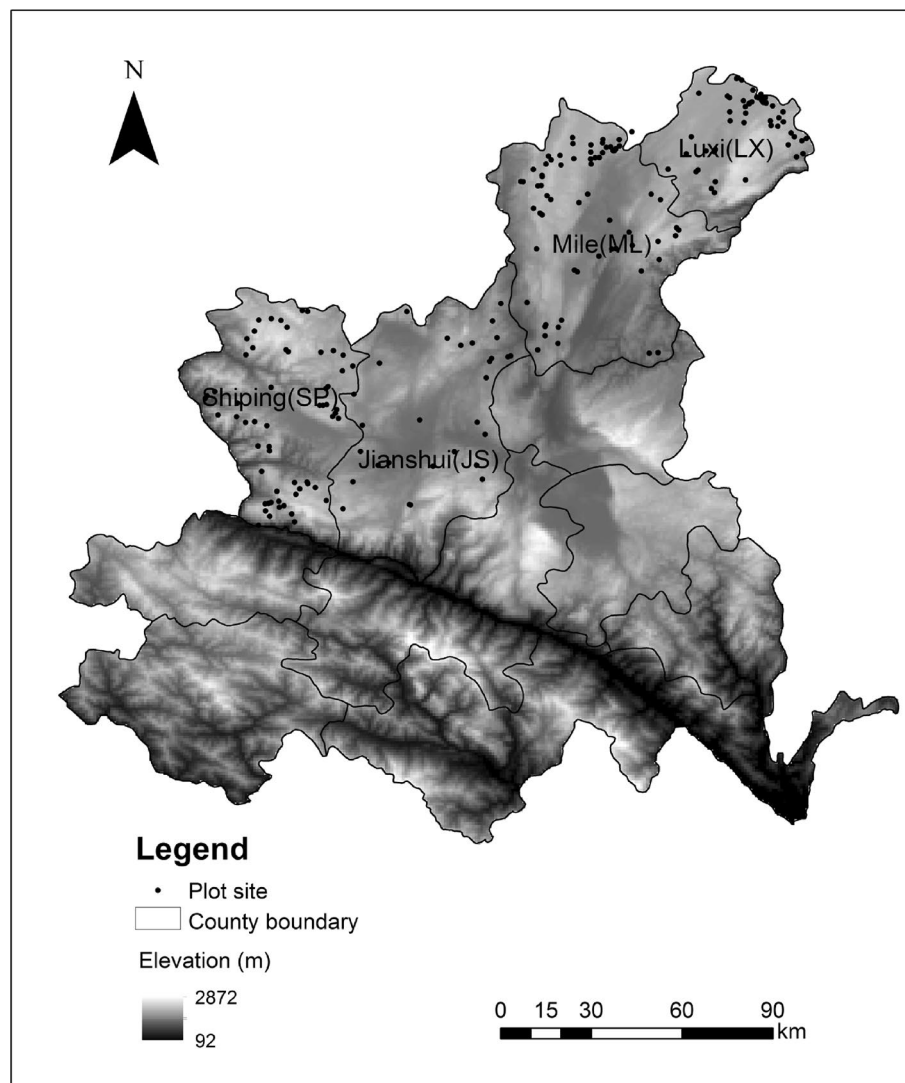 N
Luxi(LX)
Mile(ML)
Shiping(SP)
Jianshui(JS)
Legend
Plot site
County boundary
Elevation (m)
2872
92
0 15 30 60 90
km